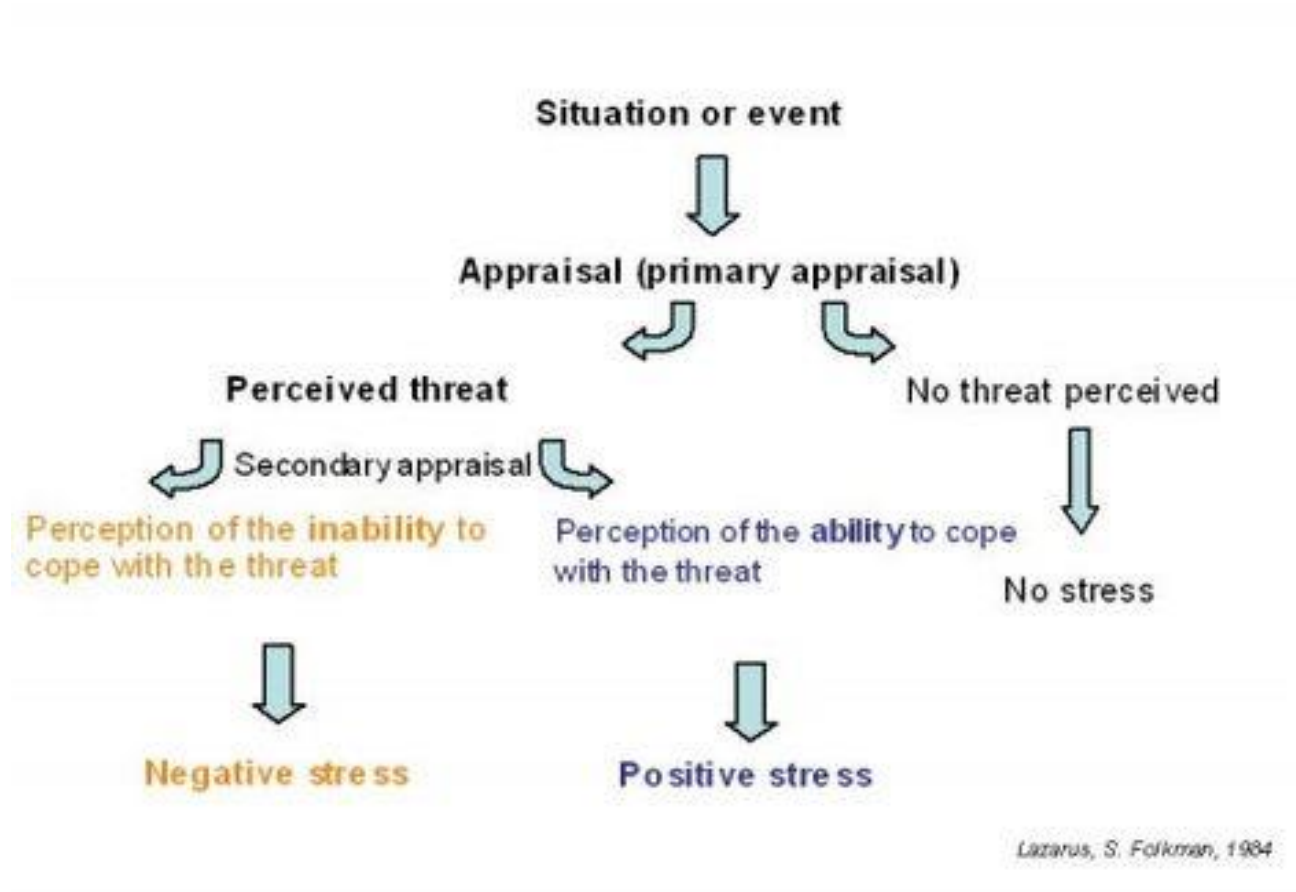 Situation or event
Appraisal (primary appraisal)
Perceived threat
No threat perceived
Secondary appraisal
Perception of the inability to
cope with the threat
Perception of the ability to cope
with the threat
No stress
Negative stress
Positive stress
Lazarus, S. Folkman, 1984